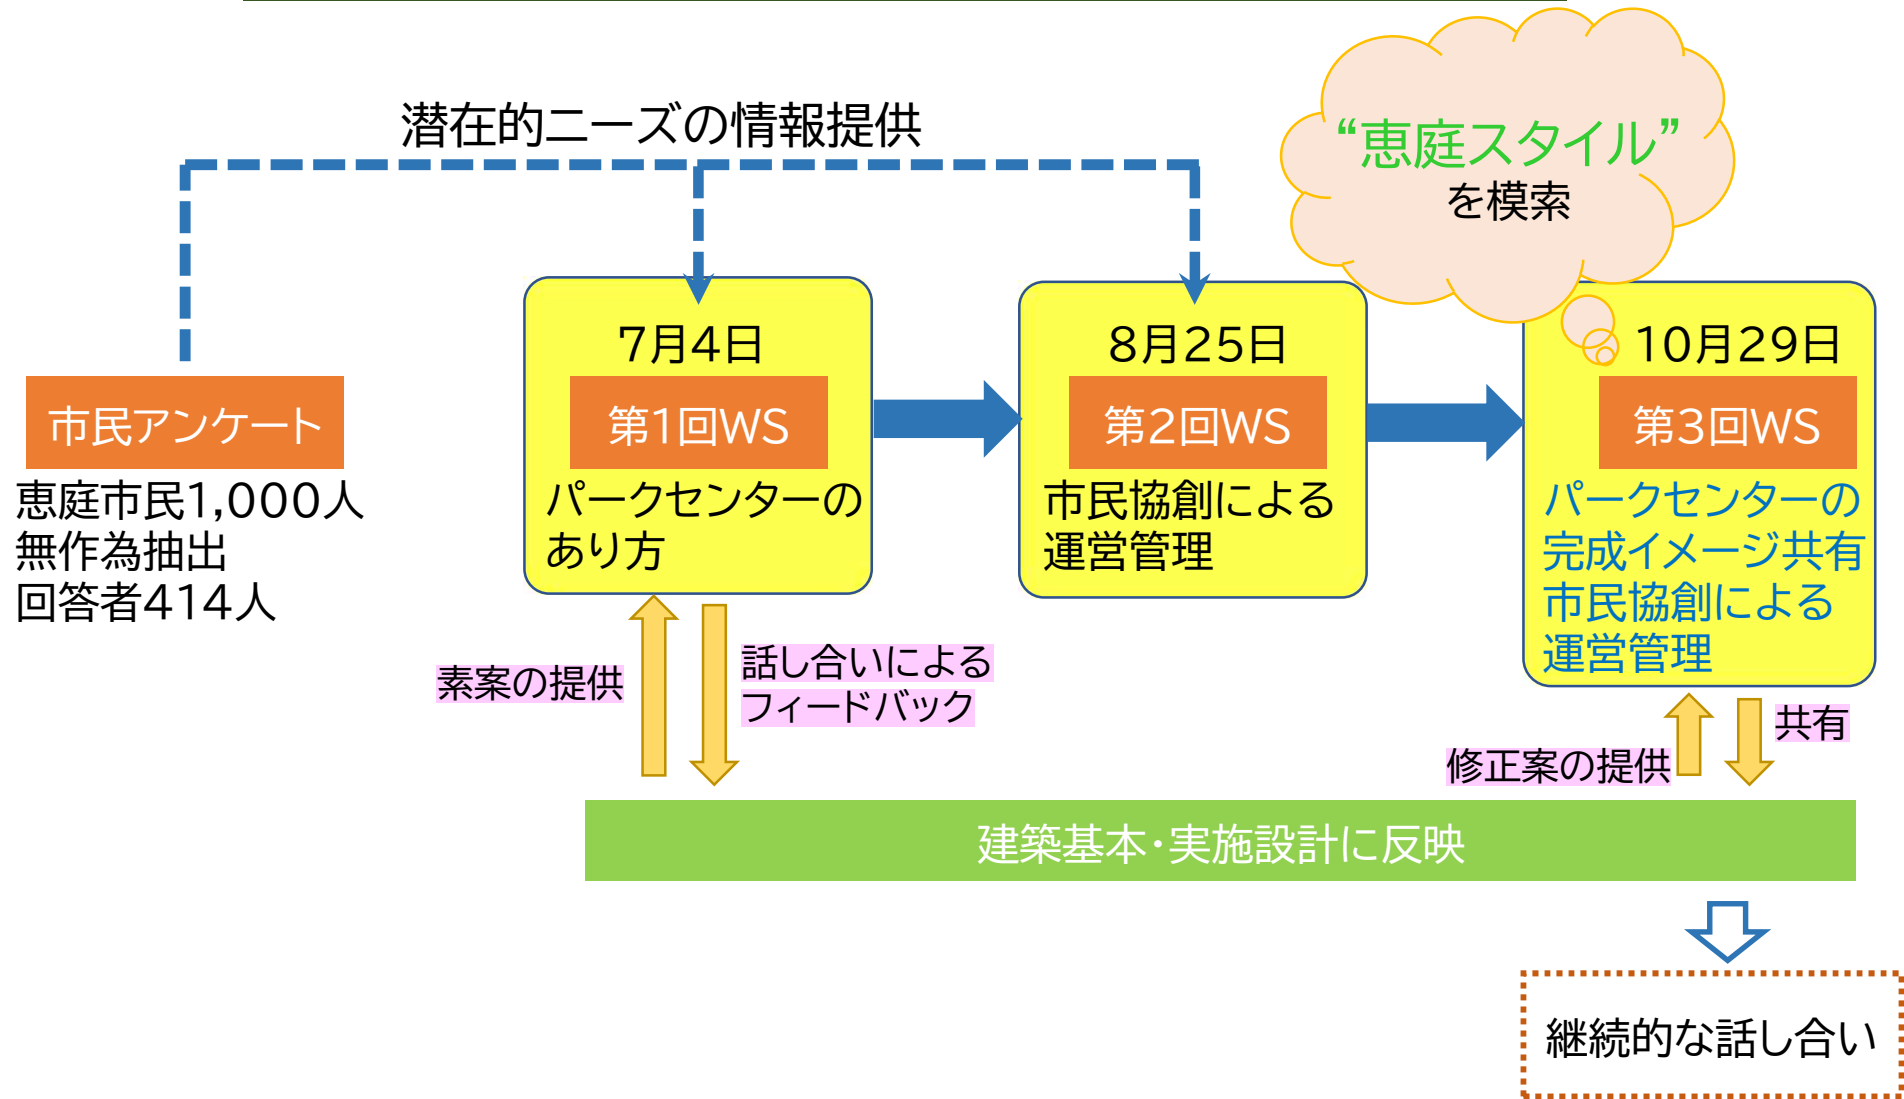 潜在的ニーズの情報提供
“恵庭スタイル”
を模索
市民アンケート
恵庭市民1,000人
無作為抽出
回答者414人
7月4日
第1回WS
パークセンターの
あり方
8月25日
第2回WS
市民協創による
運営管理
10月29日
第3回WS
パークセンターの
完成イメージ共有
市民協創による
運営管理
素案の提供
話し合いによる
フィードバック
修正案の提供
共有
建築基本・実施設計に反映
継続的な話し合い